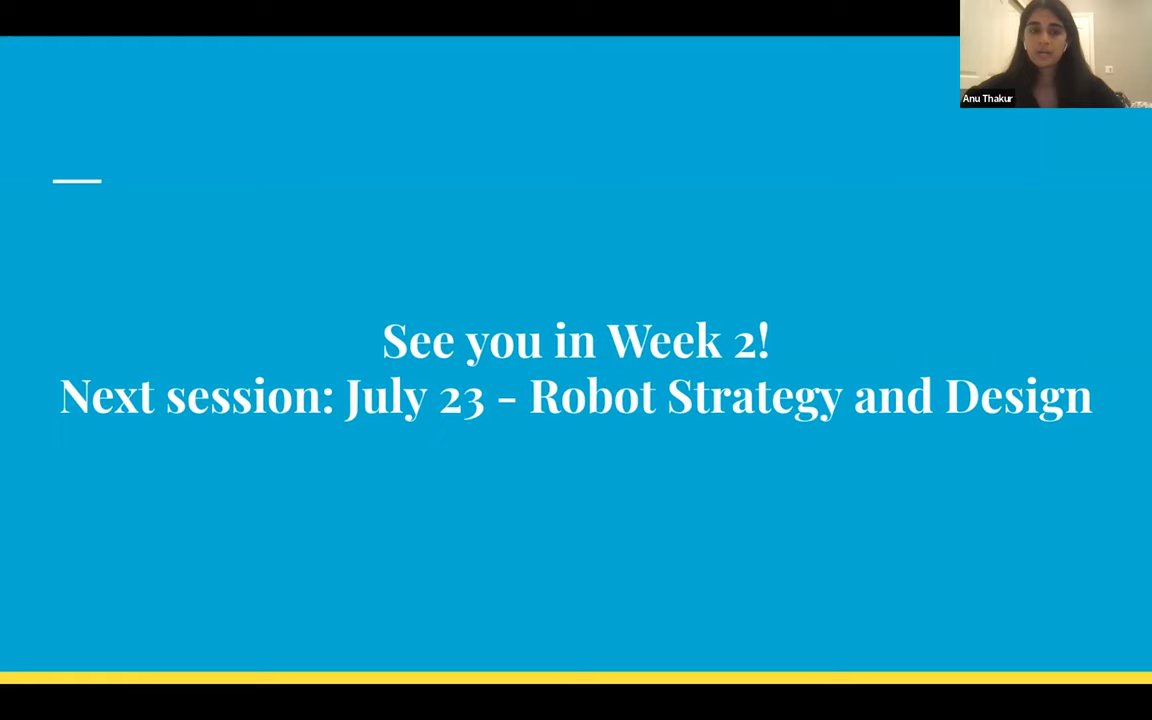 Anu Thakur
See you in Week 2!
Next session: July 23 - Robot Strategy and Design